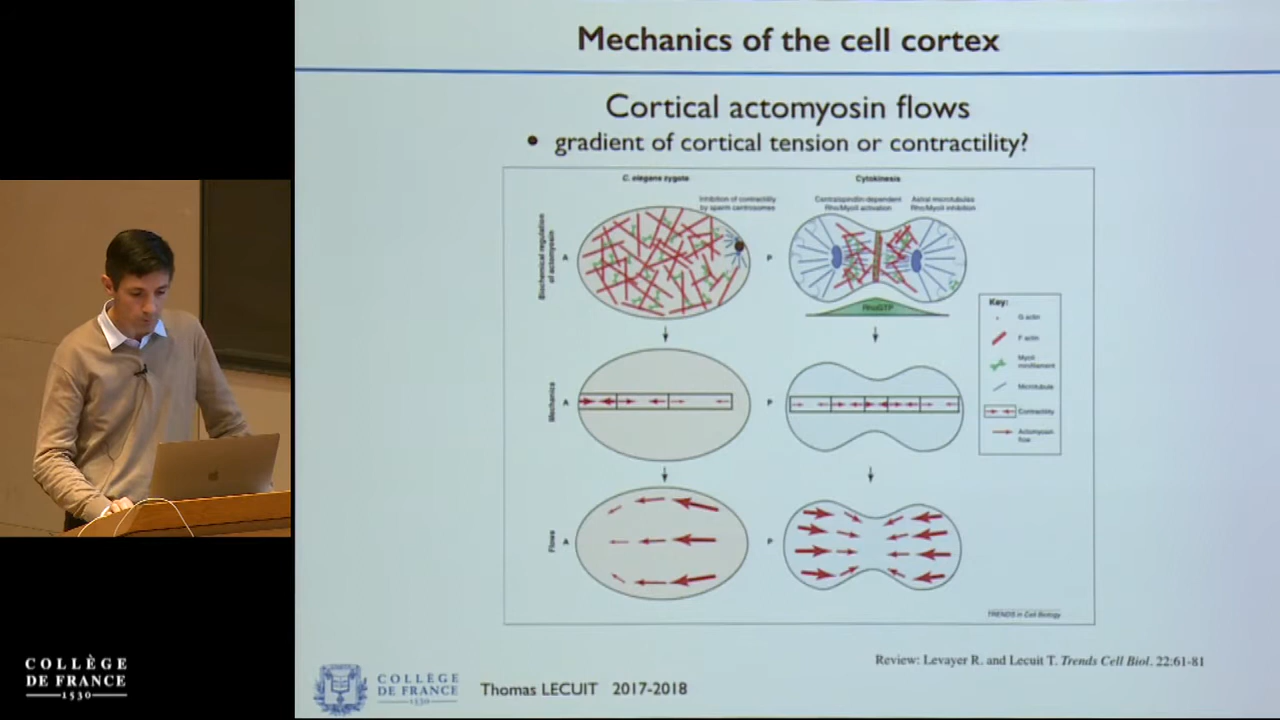 Mechanics of the cell cortex
Cortical actomyosin flows
• gradient of cortical tension or contractility?
C. elegans zygote
Cytokinesis
Inhibition of contractility
by sperm centrosomes
Centralspindlin-dependent
Rho/MyoII activation
Astral microtubules
Rho/MyoII inhibition
Biochemical regulation
of actomyosin
A
P
RhoGTP
Key:
G actin
F actin
MyoII
minifilament
Microtubule
Contractility
Actomyosin
flow
Mechanics
A
P
Flows
A
P
TRENDS in Cell Biology
Review: Levayer R. and Lecuit T. Trends Cell Biol. 22:61-81
COLLÈGE
DE FRANCE
1530
Thomas LECUIT 2017-2018
COLLÈGE
DE FRANCE
1530